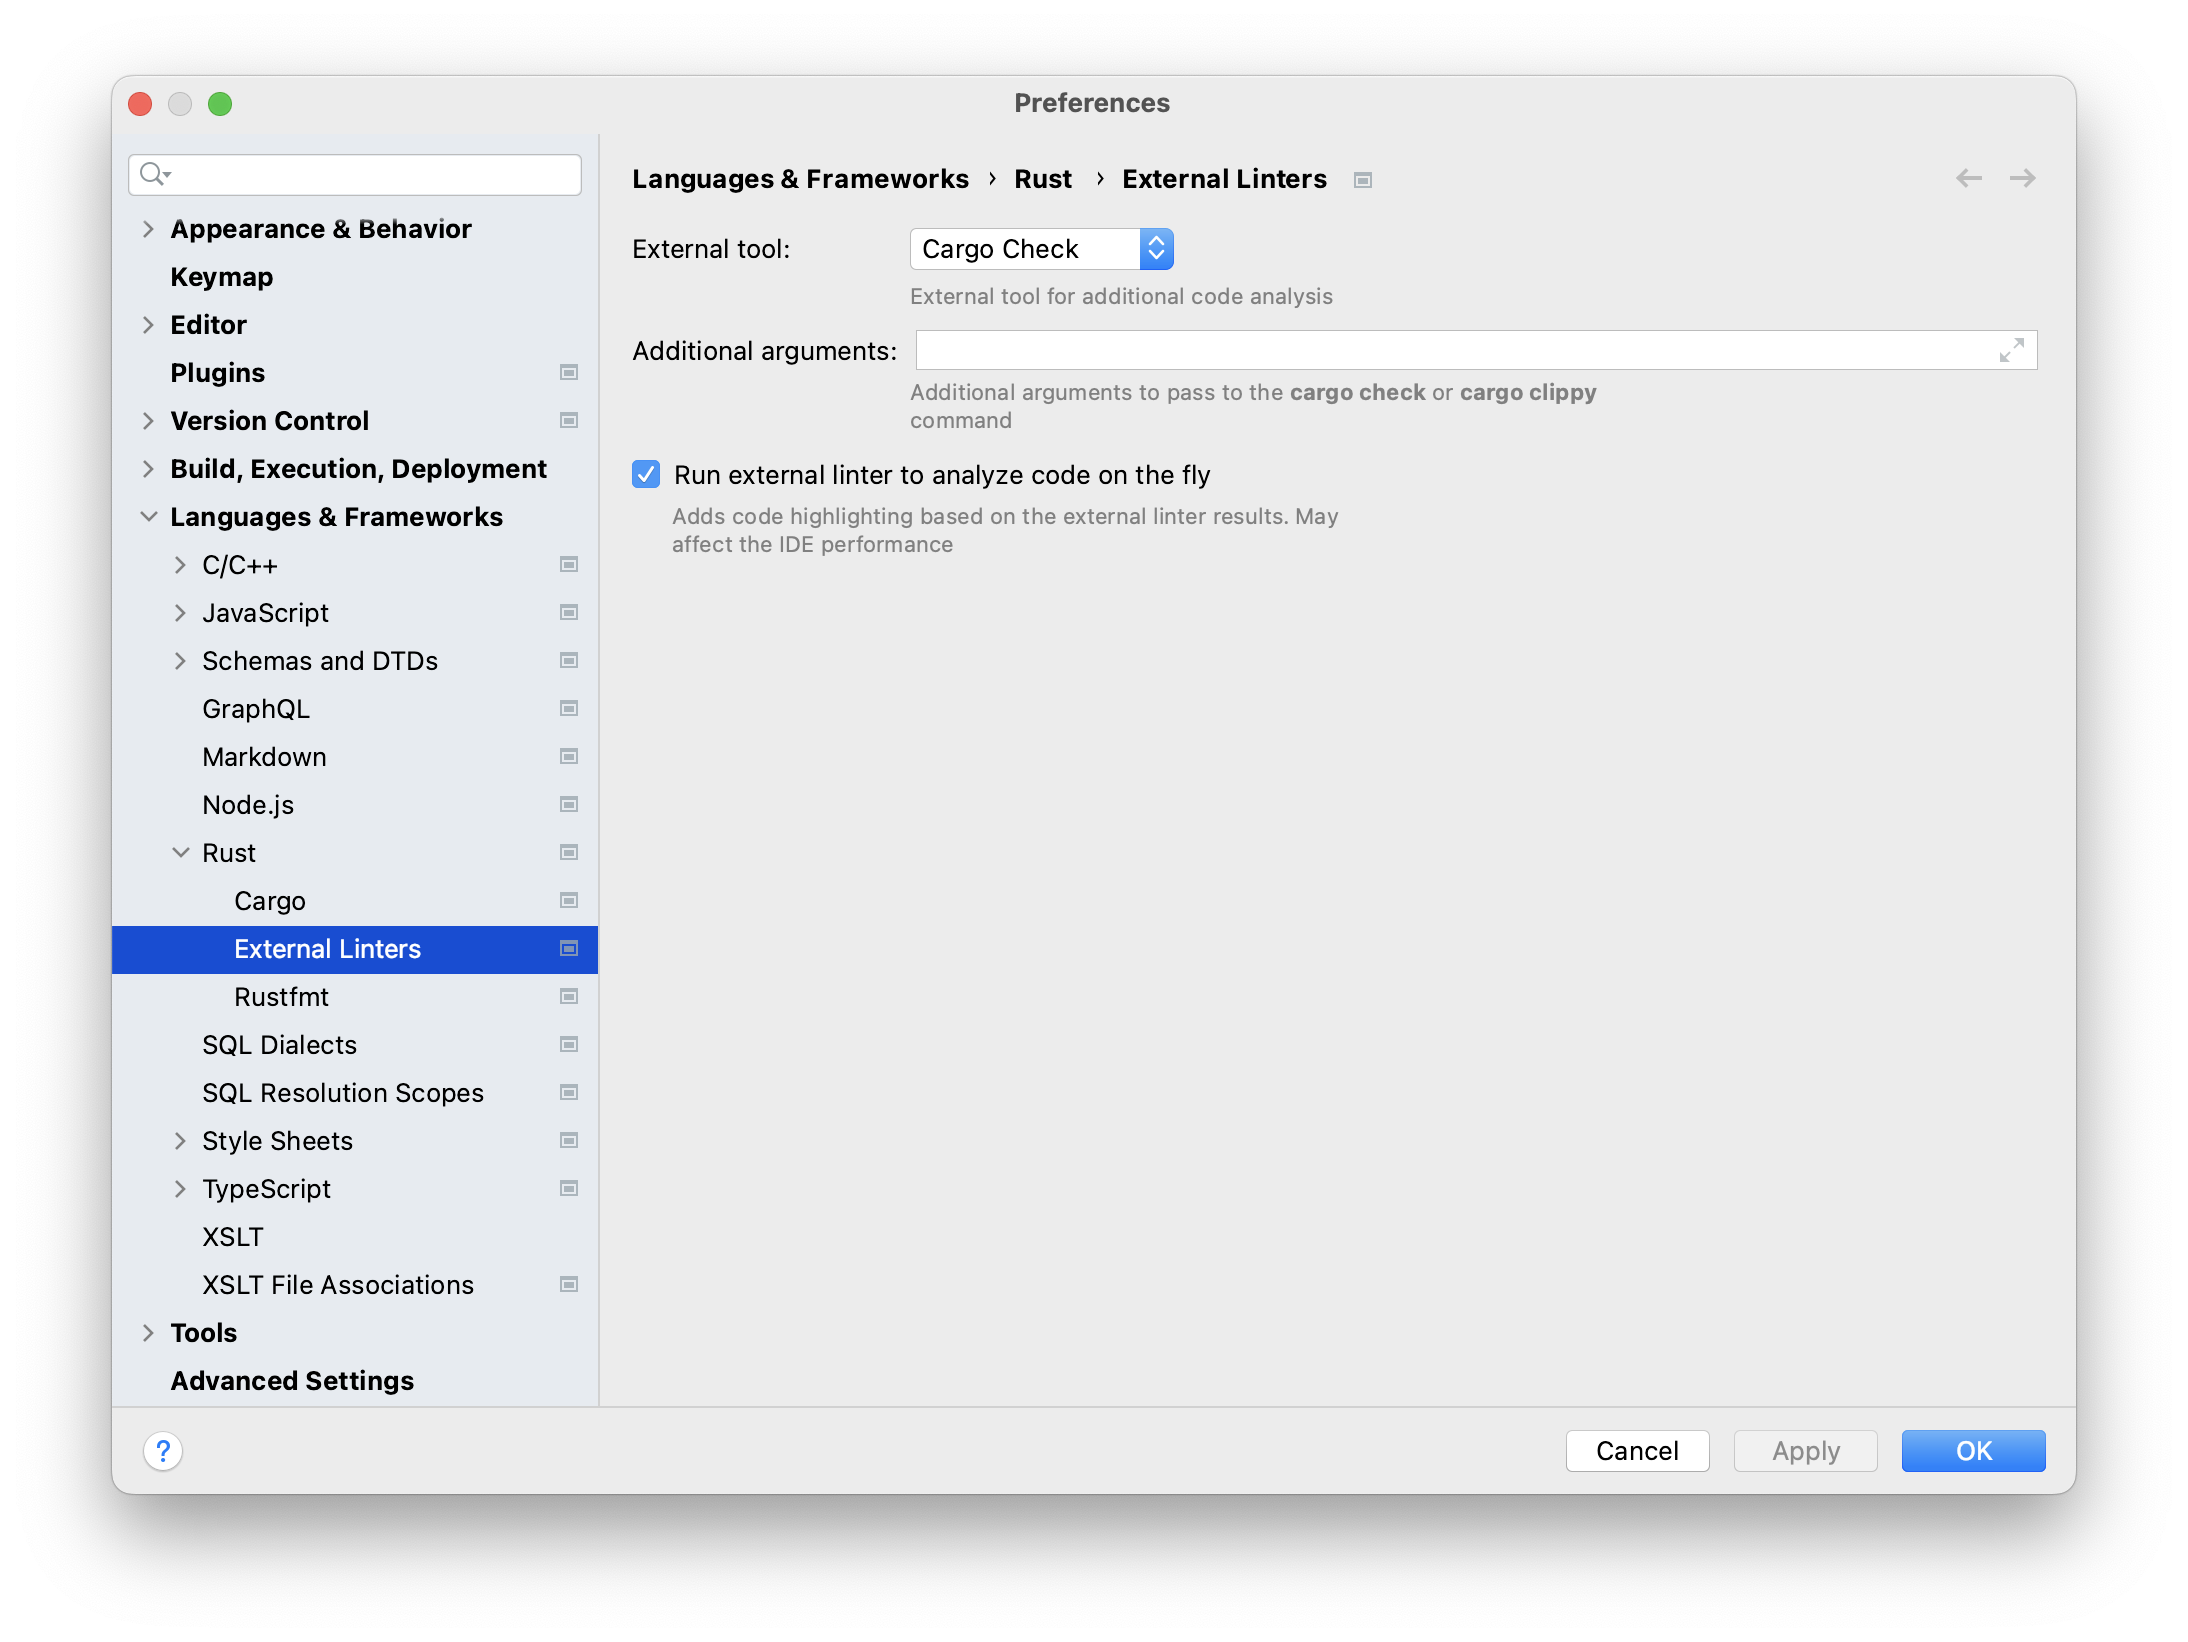 Preferences
Appearance & Behavior
Keymap
Editor
Plugins
Version Control
Build, Execution, Deployment
Languages & Frameworks
C/C++
JavaScript
Schemas and DTDs
GraphQL
Markdown
Node.js
Rust
Cargo
External Linters
Rustfmt
SQL Dialects
SQL Resolution Scopes
Style Sheets
TypeScript
XSLT
XSLT File Associations
Tools
Advanced Settings
Languages & Frameworks › Rust › External Linters
External tool: Cargo Check
External tool for additional code analysis
Additional arguments:
Additional arguments to pass to the cargo check or cargo clippy
command
Run external linter to analyze code on the fly
Adds code highlighting based on the external linter results. May
affect the IDE performance
? Cancel Apply OK